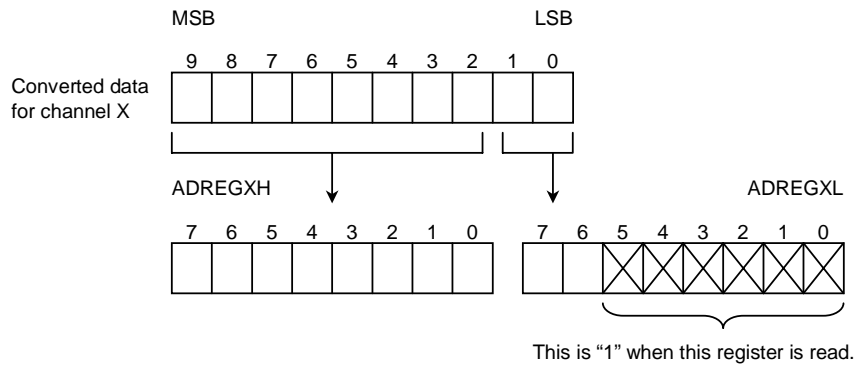 MSB LSB
9 8 7 6 5 4 3 2 1 0
Converted data
for channel X
ADREGXH ADREGXL
7 6 5 4 3 2 1 0 7 6 5 4 3 2 1 0
This is “1” when this register is read.